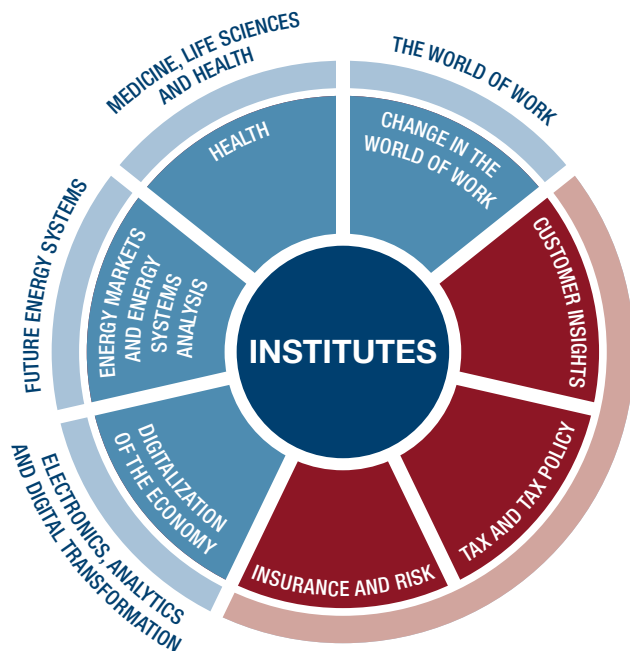 MEDICINE, LIFE SCIENCES
AND HEALTH
THE WORLD OF WORK
HEALTH
CHANGE IN THE
WORLD OF WORK
FUTURE ENERGY SYSTEMS
ENERGY MARKETS
AND ENERGY
SYSTEMS
ANALYSIS
CUSTOMER INSIGHTS
INSTITUTES
DIGITALIZATION
OF THE ECONOMY
TAX AND TAX POLICY
INSURANCE AND RISK
ELECTRONICS, ANALYTICS
AND DIGITAL TRANSFORMATION